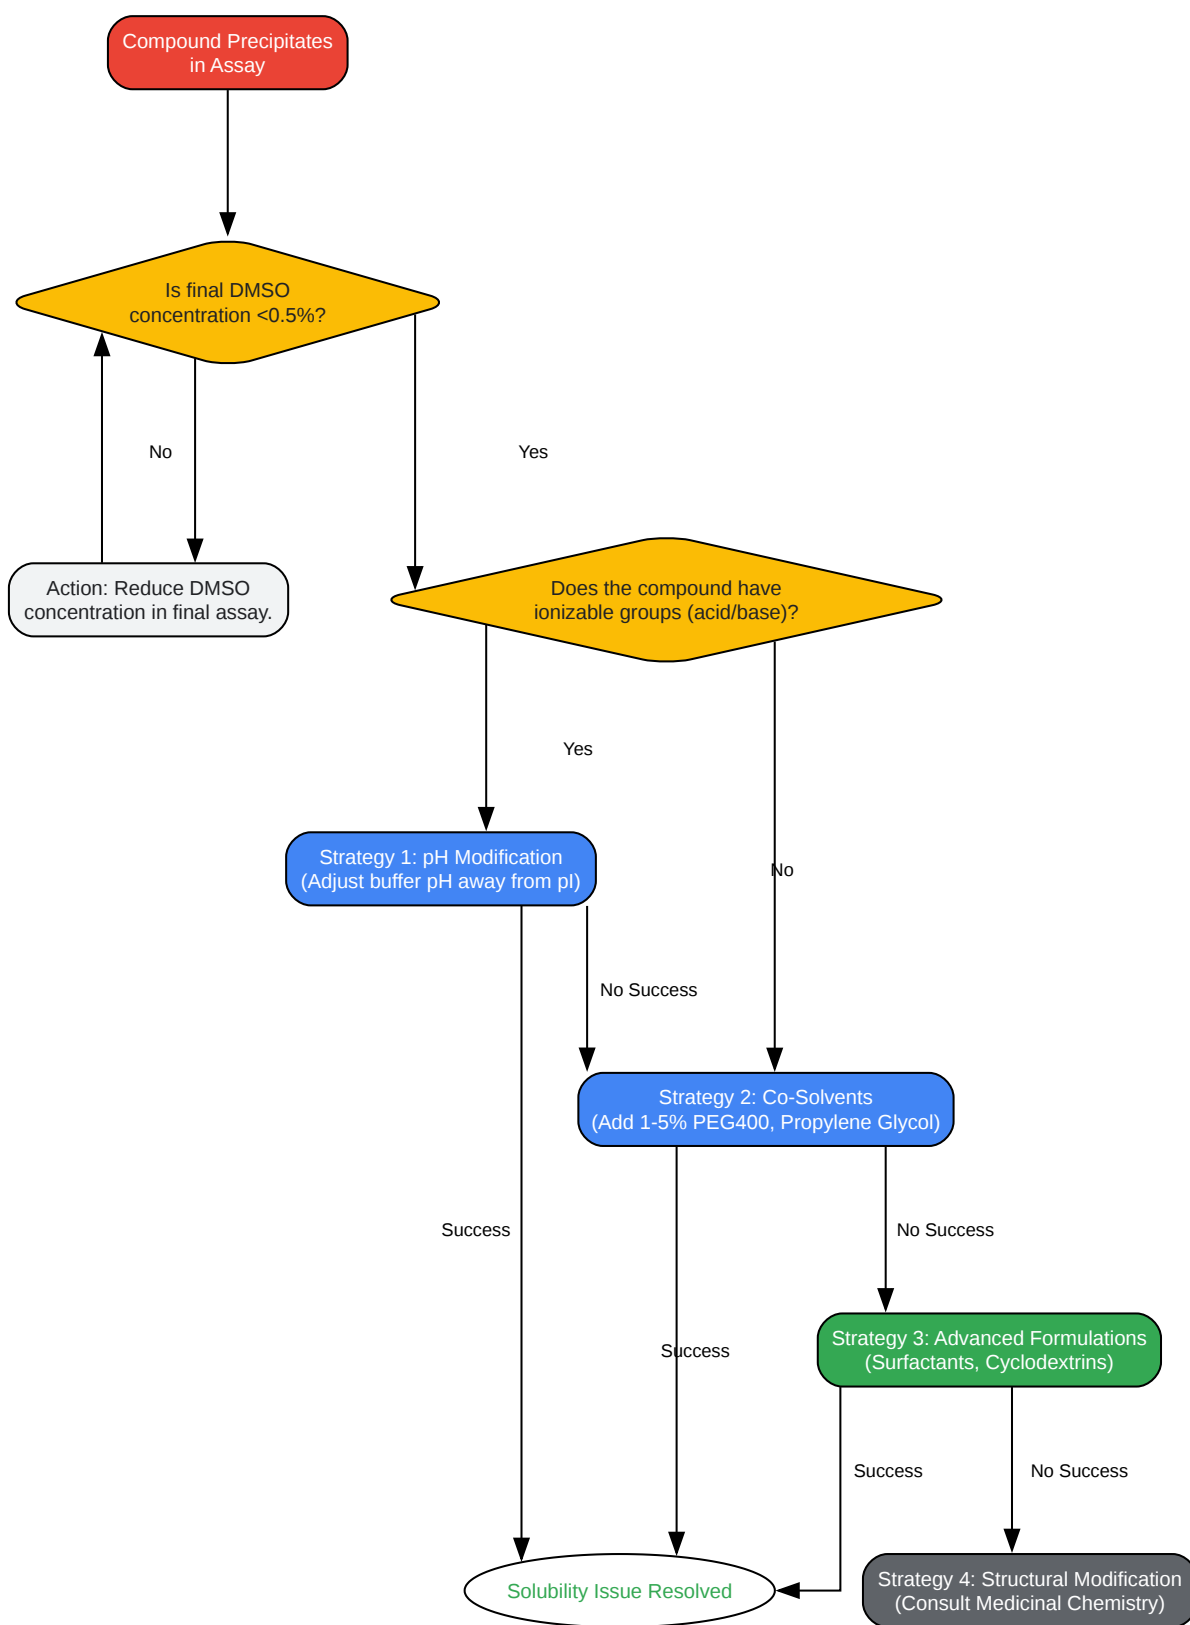 Compound Precipitates
in Assay
Is final DMSO
concentration <0.5%?
No
Yes
Action: Reduce DMSO
concentration in final assay.
Does the compound have
ionizable groups (acid/base)?
Yes
Strategy 1: pH Modification
(Adjust buffer pH away from pI)
No
No Success
Strategy 2: Co-Solvents
(Add 1-5% PEG400, Propylene Glycol)
Success
No Success
Strategy 3: Advanced Formulations
(Surfactants, Cyclodextrins)
Success
Success
No Success
Solubility Issue Resolved
Strategy 4: Structural Modification
(Consult Medicinal Chemistry)